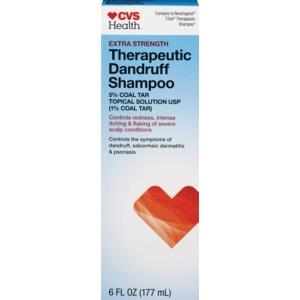 CVS
Health.
Compare to Neutrogena®
T/Gel® Therapeutic
Shampoo*
EXTRA STRENGTH
Therapeutic
Dandruff
Shampoo
5% COAL TAR
TOPICAL SOLUTION USP
(1% COAL TAR)
Controls redness, intense
itching & flaking of severe
scalp conditions
Controls the symptoms of
dandruff, seborrheic dermatitis &
psoriasis
6 FL OZ (177 mL)